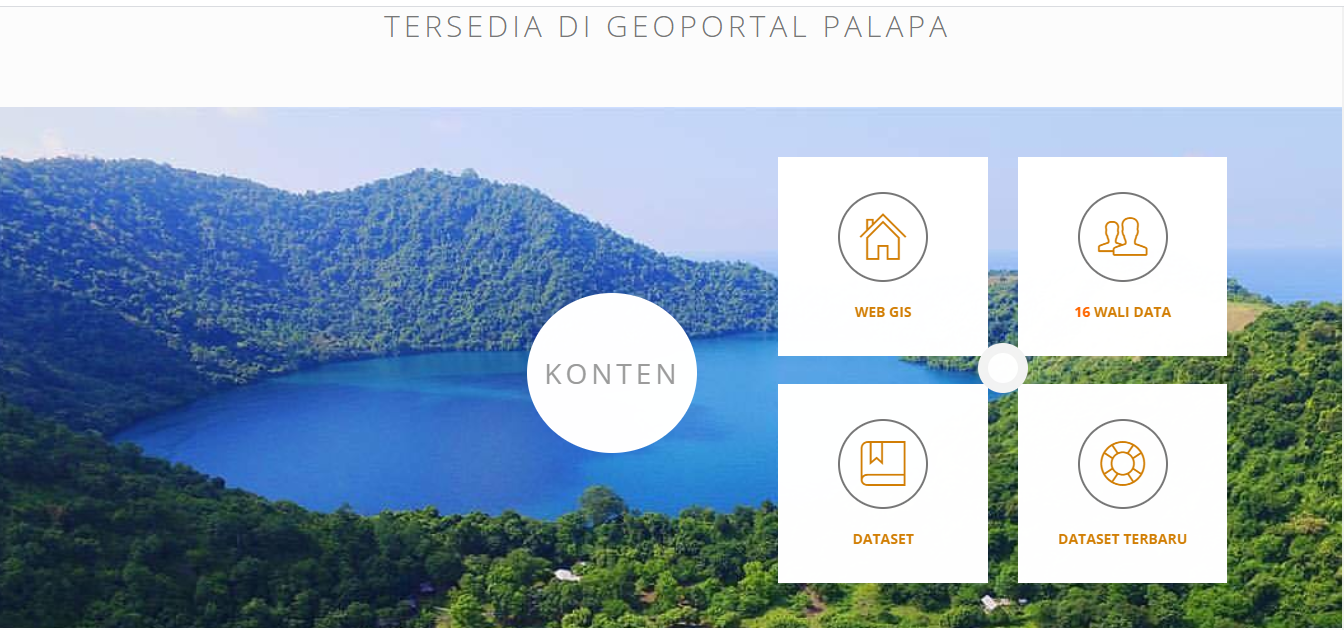 TERSEDIA DI GEOPORTAL PALAPA
KONTEN
WEB GIS
16 WALI DATA
DATASET
DATASET TERBARU